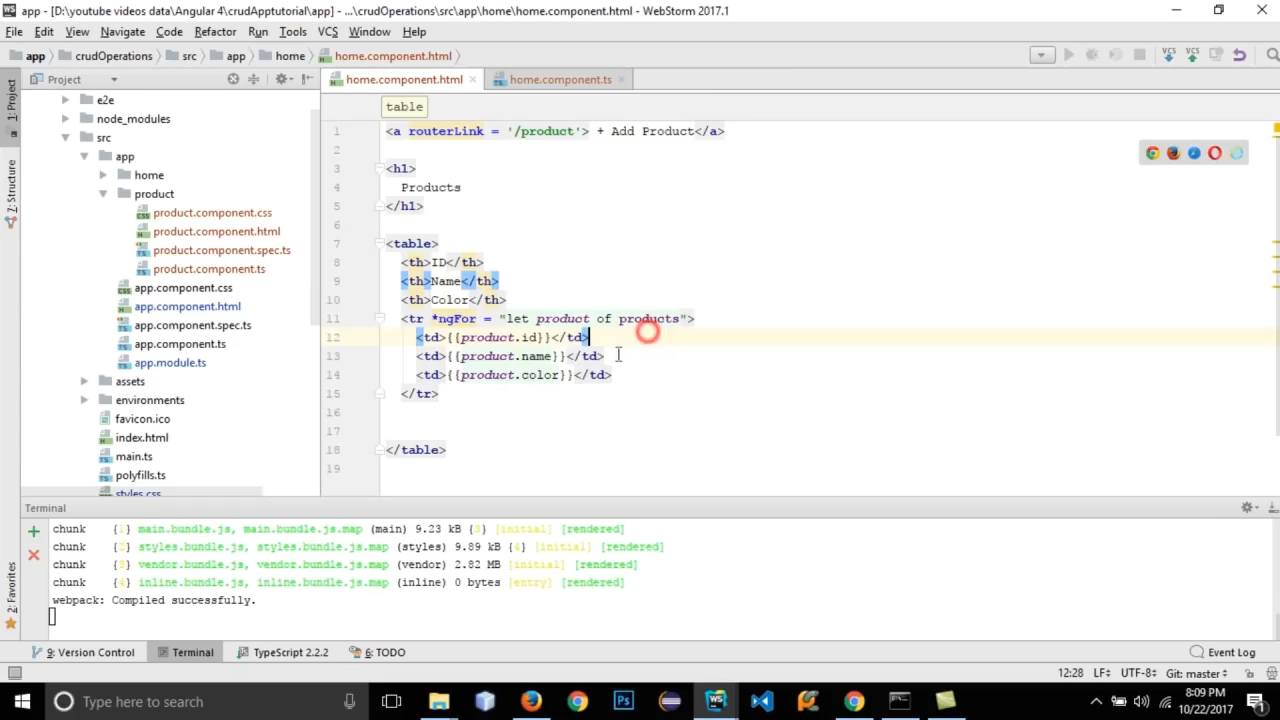 app - [D:\youtube videos data\Angular 4\crudApptutorial\app] - ...\crudOperations\src\app\home\home.component.html - WebStorm 2017.1
File Edit View Navigate Code Refactor Run Tools VCS Window Help
app crudOperations src app home home.component.html
1: Project
Project
home.component.html
home.component.ts
table
e2e
node_modules
src
app
home
product
product.component.css
product.component.html
product.component.spec.ts
product.component.ts
app.component.css
app.component.html
app.component.spec.ts
app.component.ts
app.module.ts
assets
environments
favicon.ico
index.html
main.ts
polyfills.ts
styles.css
Structure
2: Favorites
1 <a routerLink = '/product'> + Add Product</a>
2
3 <h1>
4 Products
5 </h1>
6
7 <table>
8 <th>ID</th>
9 <th>Name</th>
10 <th>Color</th>
11 <tr *ngFor = "let product of products">
12 <td>{{product.id}}</td>
13 <td>{{product.name}}</td>
14 <td>{{product.color}}</td>
15 </tr>
16
18 </table>
19
Terminal
chunk {1} main.bundle.js, main.bundle.js.map (main) 9.23 kB {3} [initial] [rendered]
chunk {2} styles.bundle.js, styles.bundle.js.map (styles) 9.89 kB {4} [initial] [rendered]
chunk {3} vendor.bundle.js, vendor.bundle.js.map (vendor) 2.82 MB [initial] [rendered]
chunk {4} inline.bundle.js, inline.bundle.js.map (inline) 0 bytes [entry] [rendered]
webpack: Compiled successfully.
9: Version Control Terminal TypeScript 2.2.2 6: TODO Event Log
12:28 LF UTF-8 Git: master
Type here to search
8:09 PM
10/22/2017